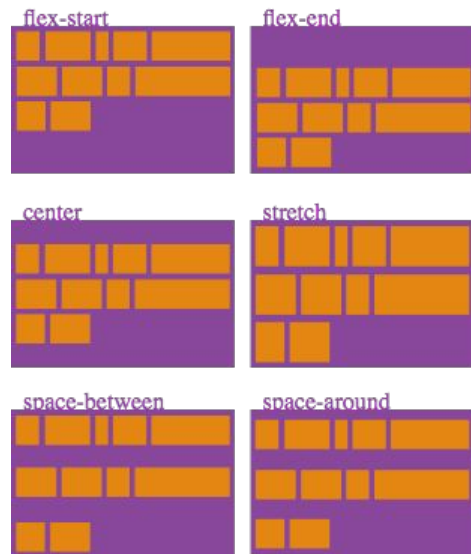 flex-start
flex-end
center
stretch
space-between
space-around